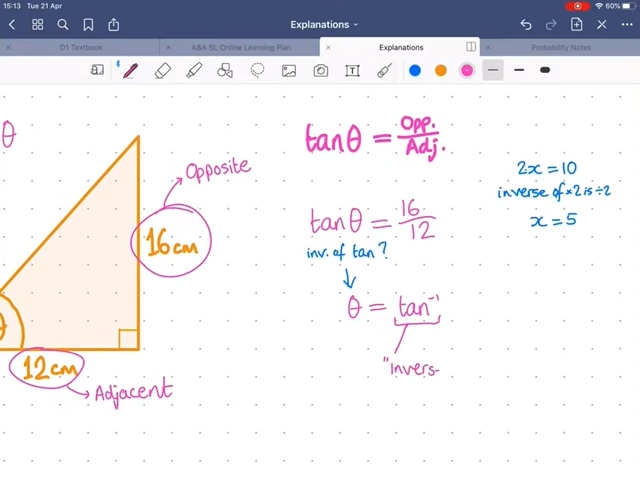 15:13 Tue 21 Apr
60%
Explanations
D1 Textbook
A&A SL Online Learning Plan
Explanations
Probability Notes
θ
Opposite
16cm
θ
12cm
Adjacent
tanθ = Opp./Adj.
tanθ = 16/12
inv. of tan ?
θ = tan⁻¹
"invers
2x = 10
inverse of ×2 is ÷2
x = 5